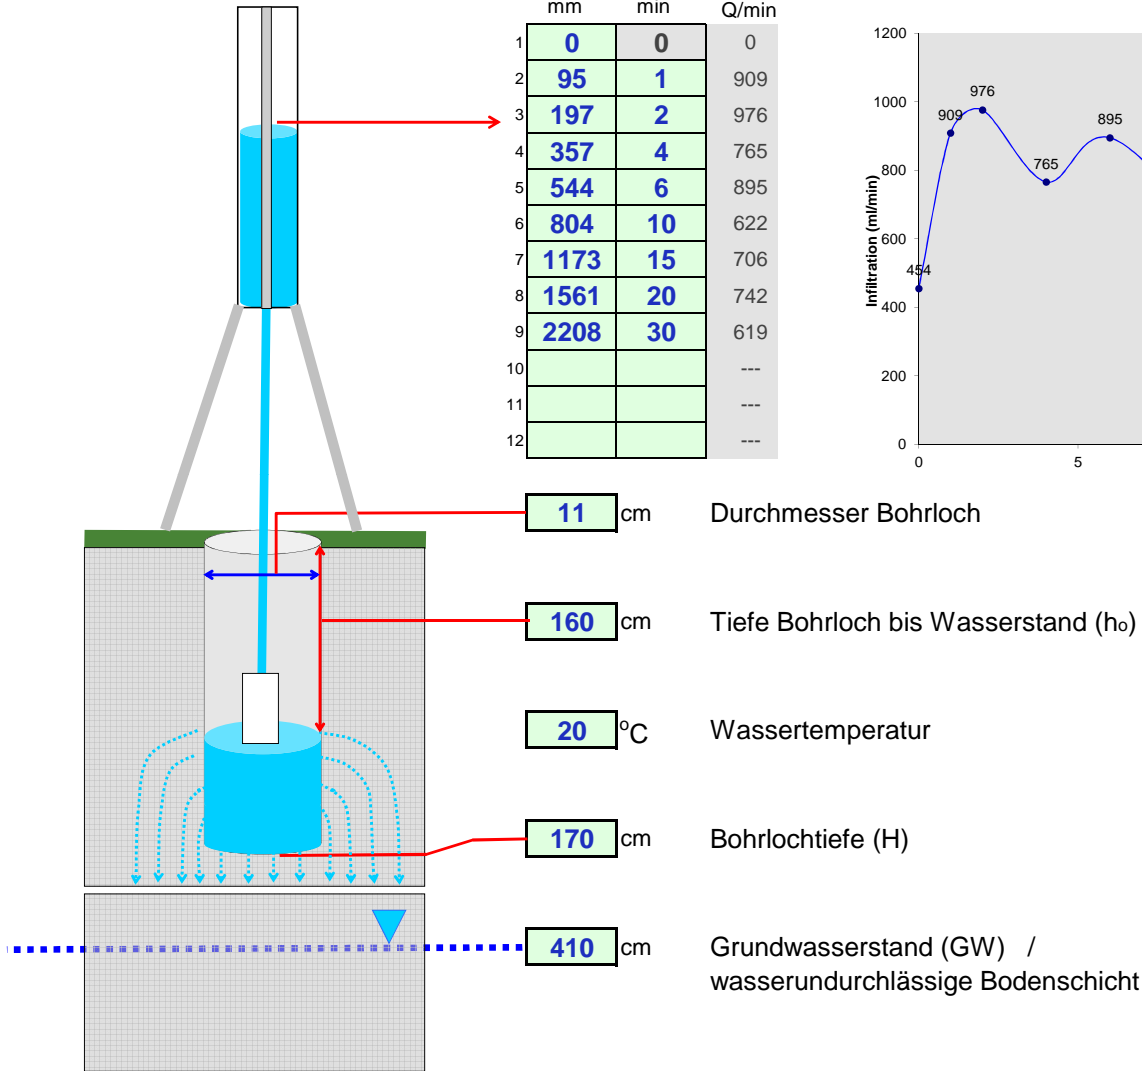 mm min Q/min
1 0 0 0
2 95 1 909
3 197 2 976
4 357 4 765
5 544 6 895
6 804 10 622
7 1173 15 706
8 1561 20 742
9 2208 30 619
10 ---
11 ---
12 ---
Infiltration (ml/min)
1200
1000
800
600
400
200
0
0 5
454
909
976
765
895
11 cm Durchmesser Bohrloch
160 cm Tiefe Bohrloch bis Wasserstand (ho)
20 °C Wassertemperatur
170 cm Bohrlochtiefe (H)
410 cm Grundwasserstand (GW) /
wasserundurchlässige Bodenschicht